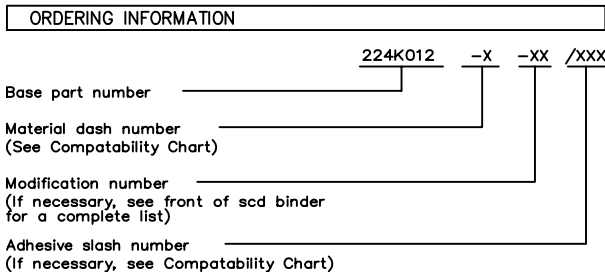 ORDERING INFORMATION
224K012 -X -XX /XXX
Base part number
Material dash number
(See Compatability Chart)
Modification number
(If necessary, see front of scd binder
for a complete list)
Adhesive slash number
(If necessary, see Compatability Chart)